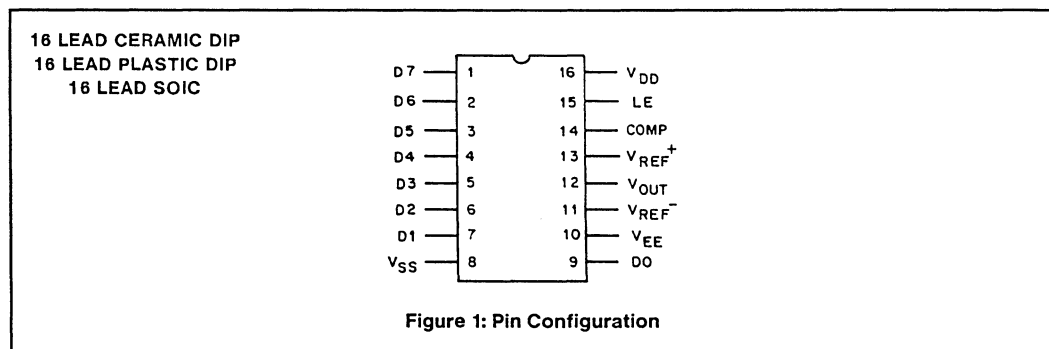 16 LEAD CERAMIC DIP
16 LEAD PLASTIC DIP
16 LEAD SOIC
D7 1 16 VDD
D6 2 15 LE
D5 3 14 COMP
D4 4 13 VREF+
D3 5 12 VOUT
D2 6 11 VREF-
D1 7 10 VEE
VSS 8 9 DO
Figure 1: Pin Configuration